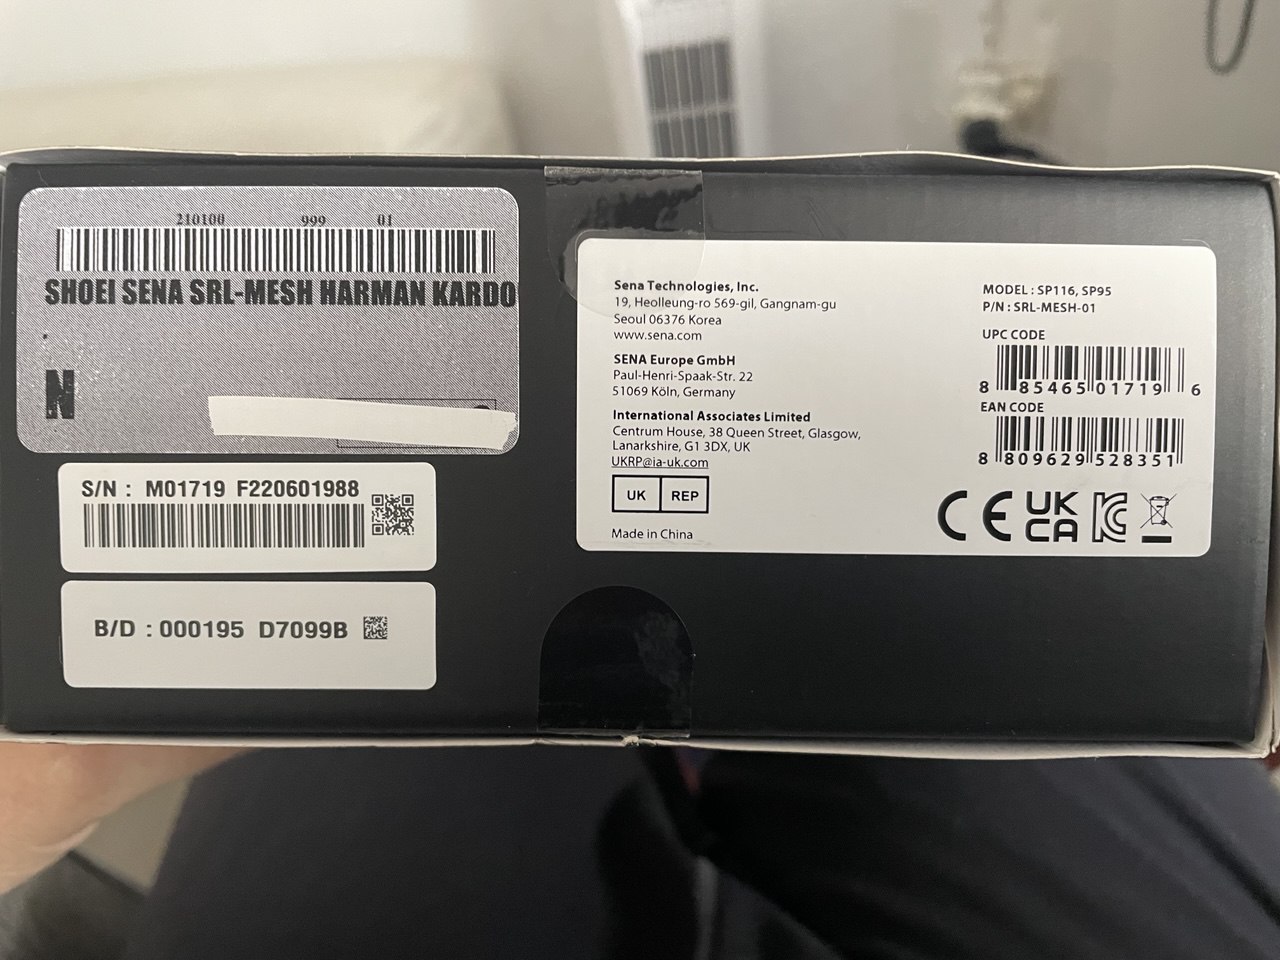 210100 999 01
SHOEI SENA SRL-MESH HARMAN KARDO
.
N
S/N : M01719 F220601988
B/D : 000195 D7099B
Sena Technologies, Inc.
19, Heolleung-ro 569-gil, Gangnam-gu
Seoul 06376 Korea
www.sena.com
SENA Europe GmbH
Paul-Henri-Spaak-Str. 22
51069 Köln, Germany
International Associates Limited
Centrum House, 38 Queen Street, Glasgow,
Lanarkshire, G1 3DX, UK
UKRP@ia-uk.com
UK REP
Made in China
MODEL : SP116, SP95
P/N : SRL-MESH-01
UPC CODE
8 85465 01719 6
EAN CODE
8 809629 528351
CE UK CA KC